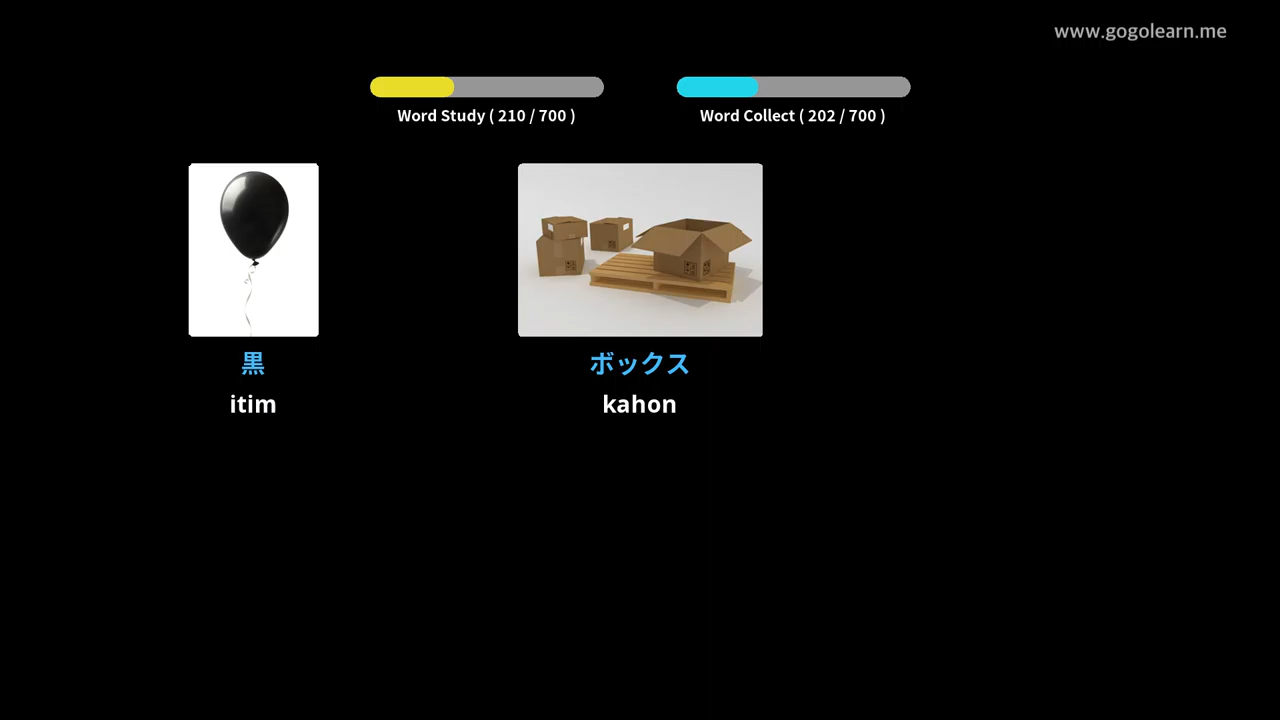 www.gogolearn.me
Word Study ( 210 / 700 )
Word Collect ( 202 / 700 )
黒
itim
ボックス
kahon